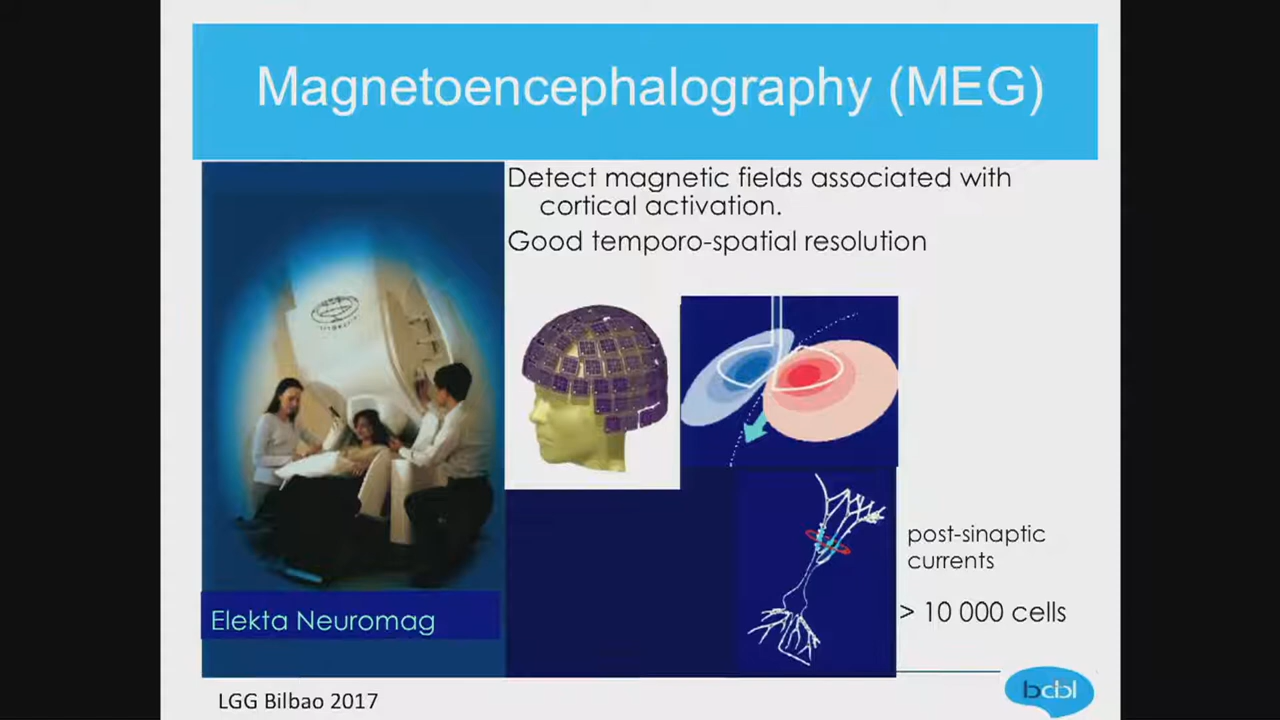 Magnetoencephalography (MEG)
Detect magnetic fields associated with
cortical activation.
Good temporo-spatial resolution
post-sinaptic
currents
> 10 000 cells
Elekta Neuromag
LGG Bilbao 2017
bcbl